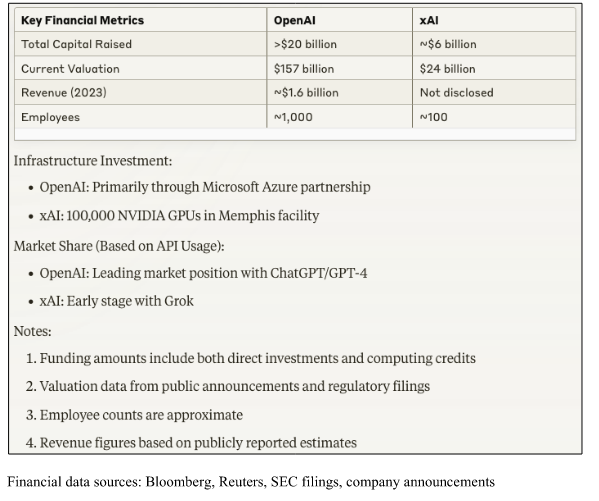 Key Financial Metrics OpenAI xAI
Total Capital Raised >$20 billion ~$6 billion
Current Valuation $157 billion $24 billion
Revenue (2023) ~$1.6 billion Not disclosed
Employees ~1,000 ~100
Infrastructure Investment:
• OpenAI: Primarily through Microsoft Azure partnership
• xAI: 100,000 NVIDIA GPUs in Memphis facility
Market Share (Based on API Usage):
• OpenAI: Leading market position with ChatGPT/GPT-4
• xAI: Early stage with Grok
Notes:
1. Funding amounts include both direct investments and computing credits
2. Valuation data from public announcements and regulatory filings
3. Employee counts are approximate
4. Revenue figures based on publicly reported estimates
Financial data sources: Bloomberg, Reuters, SEC filings, company announcements